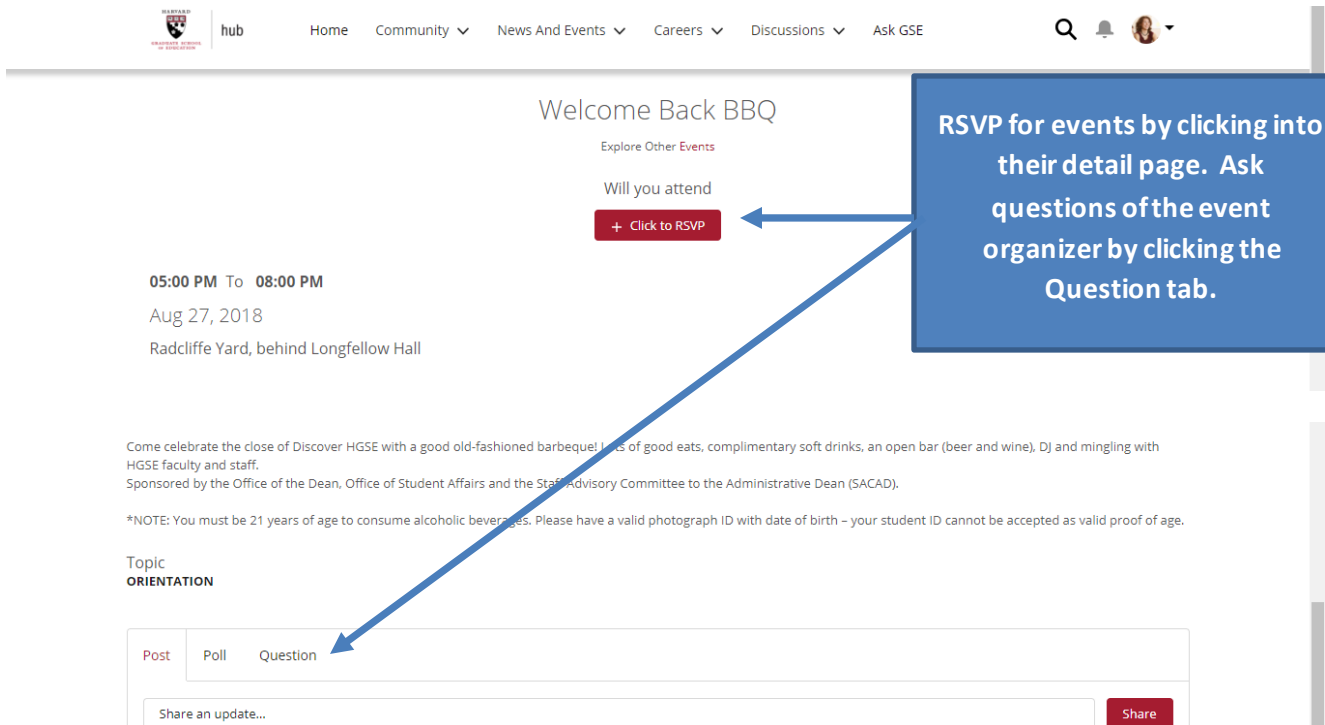 HARVARD
GSE
GRADUATE SCHOOL
OF EDUCATION
hub
Home
Community
News And Events
Careers
Discussions
Ask GSE
Welcome Back BBQ
Explore Other Events
Will you attend
+ Click to RSVP
RSVP for events by clicking into
their detail page. Ask
questions of the event
organizer by clicking the
Question tab.
05:00 PM To 08:00 PM
Aug 27, 2018
Radcliffe Yard, behind Longfellow Hall
Come celebrate the close of Discover HGSE with a good old-fashioned barbeque! Lots of good eats, complimentary soft drinks, an open bar (beer and wine), DJ and mingling with
HGSE faculty and staff.
Sponsored by the Office of the Dean, Office of Student Affairs and the Staff Advisory Committee to the Administrative Dean (SACAD).
*NOTE: You must be 21 years of age to consume alcoholic beverages. Please have a valid photograph ID with date of birth – your student ID cannot be accepted as valid proof of age.
Topic
ORIENTATION
Post
Poll
Question
Share an update...
Share